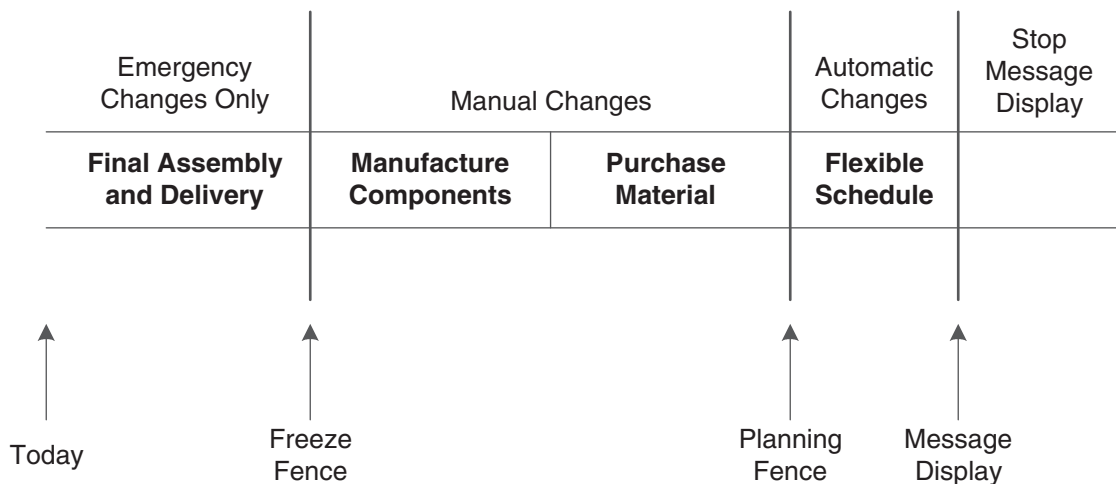 Emergency
Changes Only
Manual Changes
Automatic
Changes
Stop
Message
Display
Final Assembly
and Delivery
Manufacture
Components
Purchase
Material
Flexible
Schedule
Today
Freeze
Fence
Planning
Fence
Message
Display